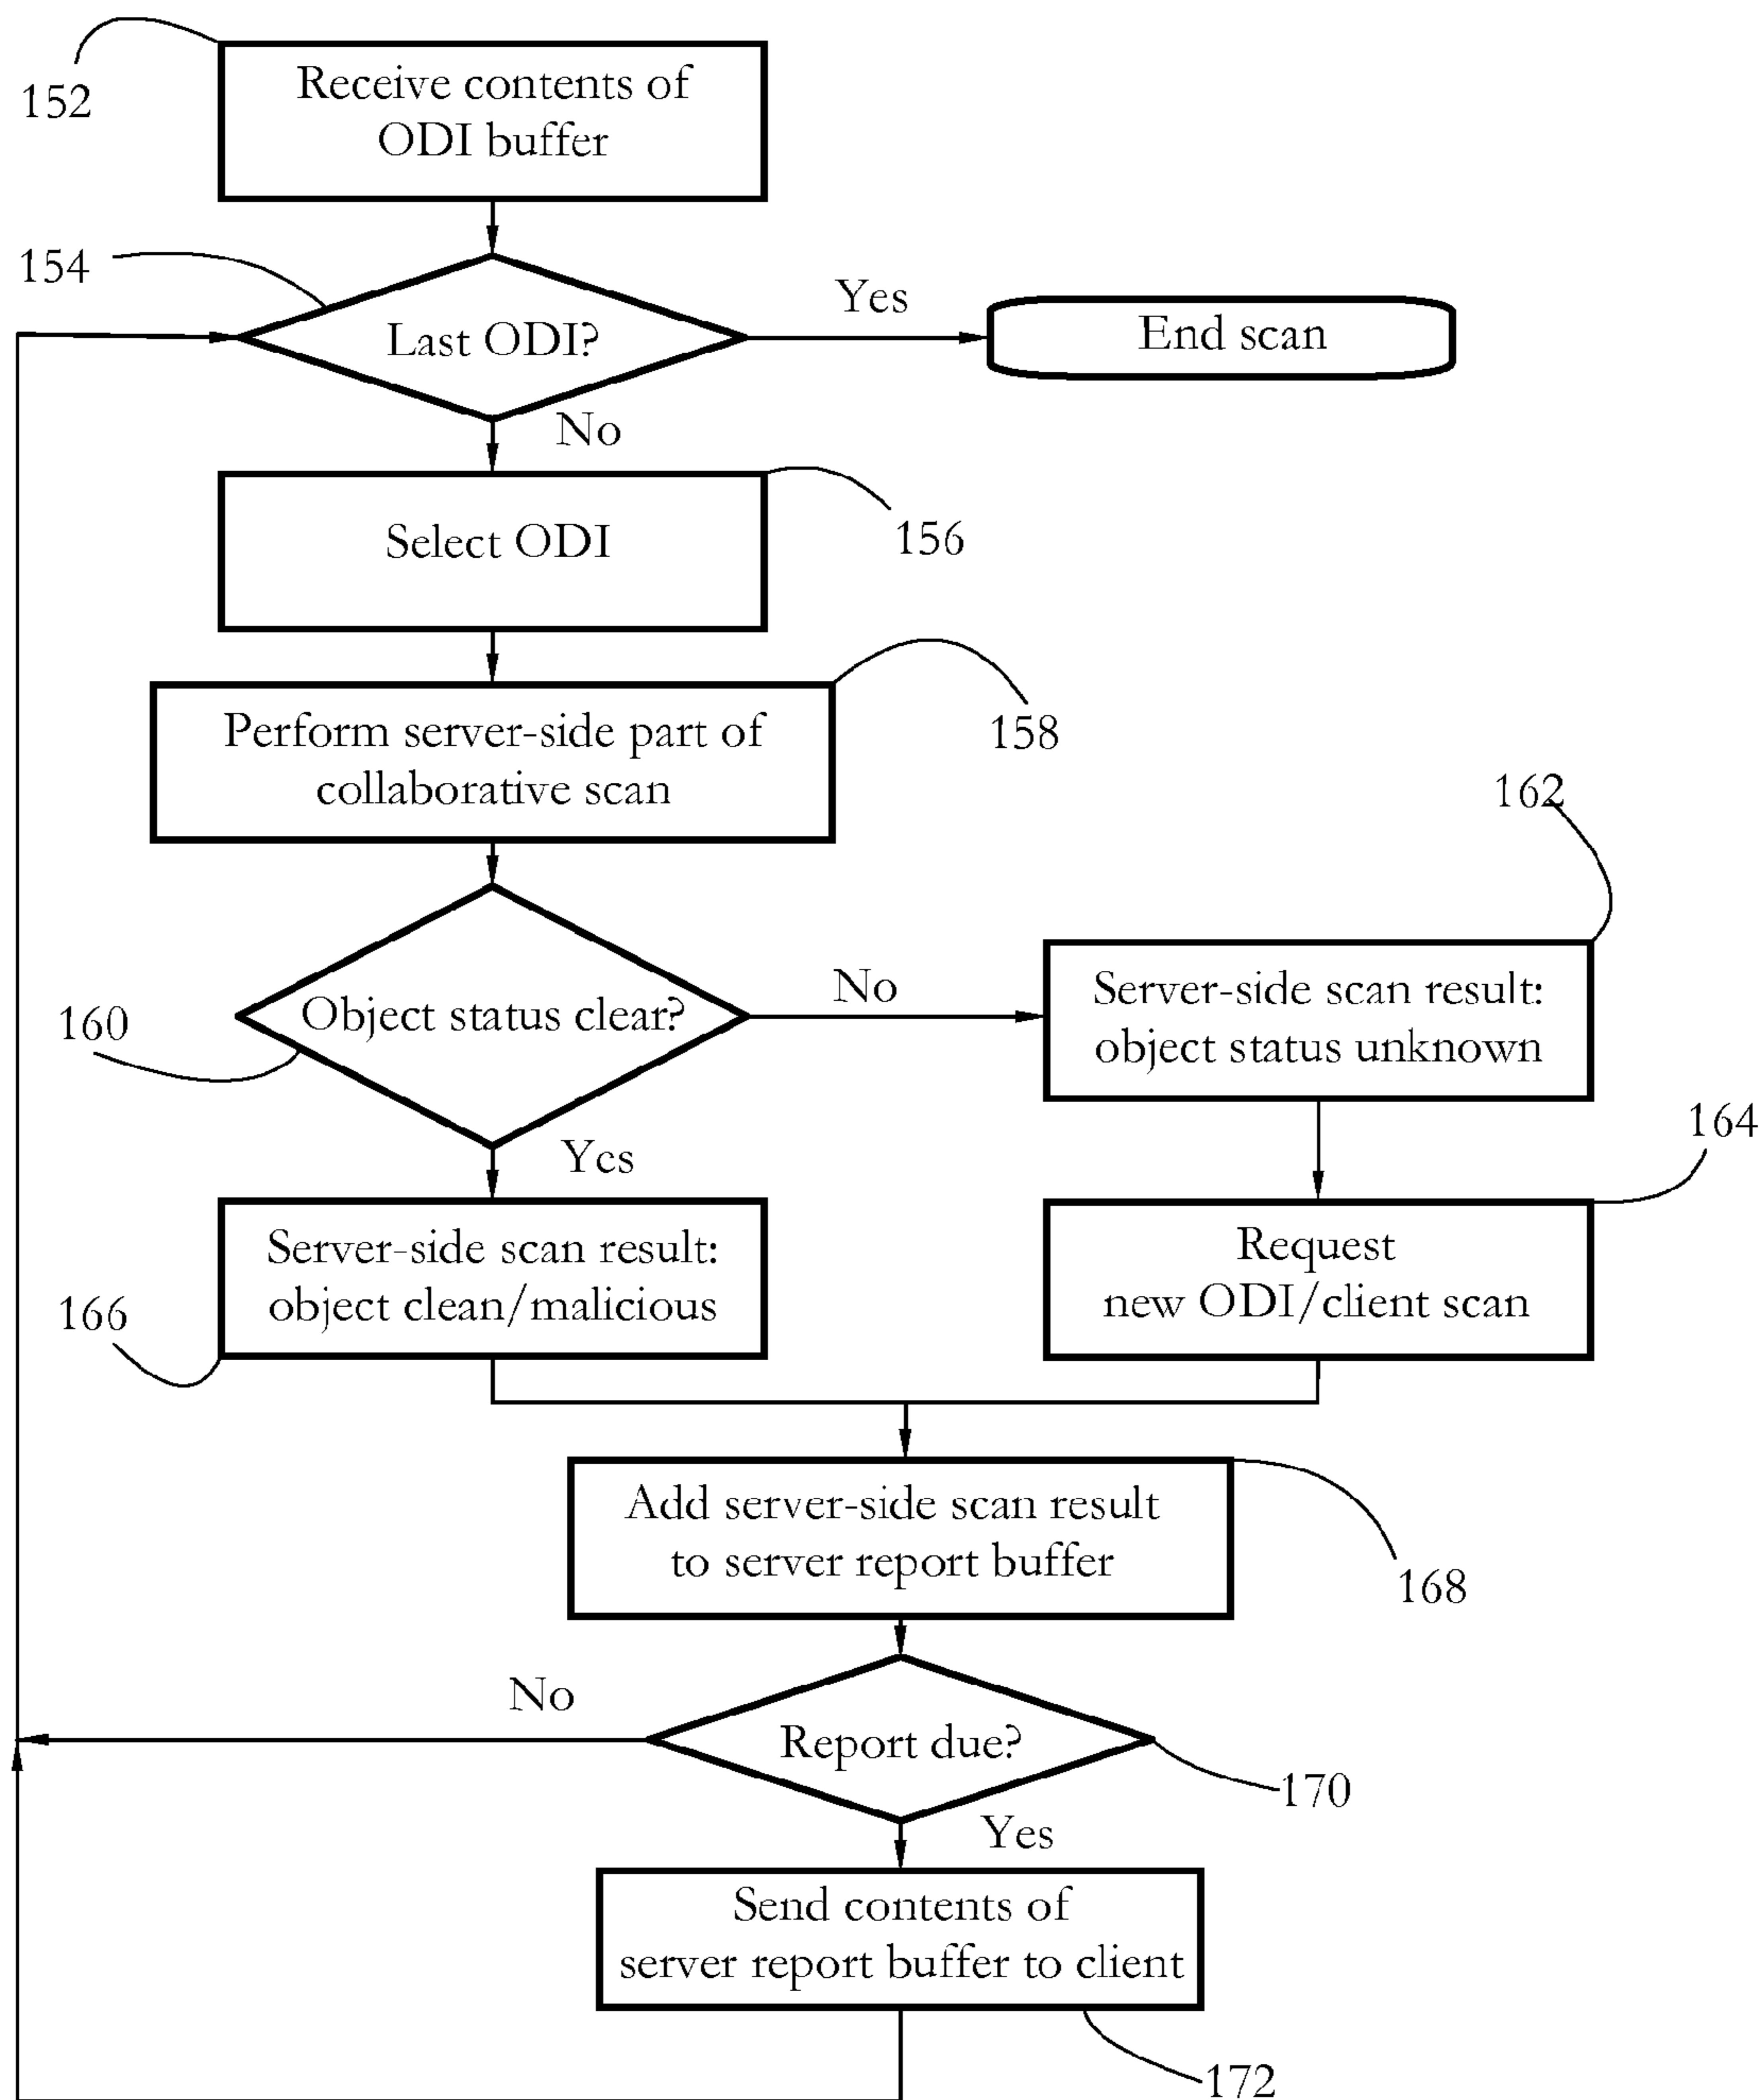 152
Receive contents of
ODI buffer
154
Last ODI?
Yes
End scan
No
Select ODI
156
Perform server-side part of
collaborative scan
158
162
160
Object status clear?
No
Server-side scan result:
object status unknown
Yes
164
Server-side scan result:
object clean/malicious
166
Request
new ODI/client scan
Add server-side scan result
to server report buffer
168
No
Report due?
170
Yes
Send contents of
server report buffer to client
172